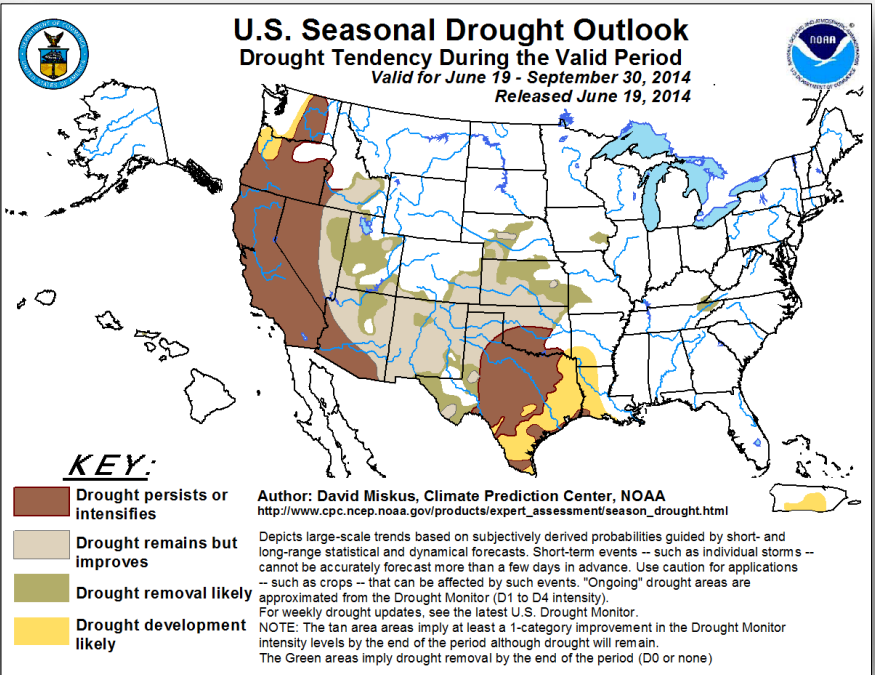 U.S. Seasonal Drought Outlook
Drought Tendency During the Valid Period
Valid for June 19 - September 30, 2014
Released June 19, 2014
NOAA
KEY:
Drought persists or
intensifies
Drought remains but
improves
Drought removal likely
Drought development
likely
Author: David Miskus, Climate Prediction Center, NOAA
http://www.cpc.ncep.noaa.gov/products/expert_assessment/season_drought.html
Depicts large-scale trends based on subjectively derived probabilities guided by short- and
long-range statistical and dynamical forecasts. Short-term events -- such as individual storms --
cannot be accurately forecast more than a few days in advance. Use caution for applications
-- such as crops -- that can be affected by such events. "Ongoing" drought areas are
approximated from the Drought Monitor (D1 to D4 intensity).
For weekly drought updates, see the latest U.S. Drought Monitor.
NOTE: The tan area areas imply at least a 1-category improvement in the Drought Monitor
intensity levels by the end of the period although drought will remain.
The Green areas imply drought removal by the end of the period (D0 or none)